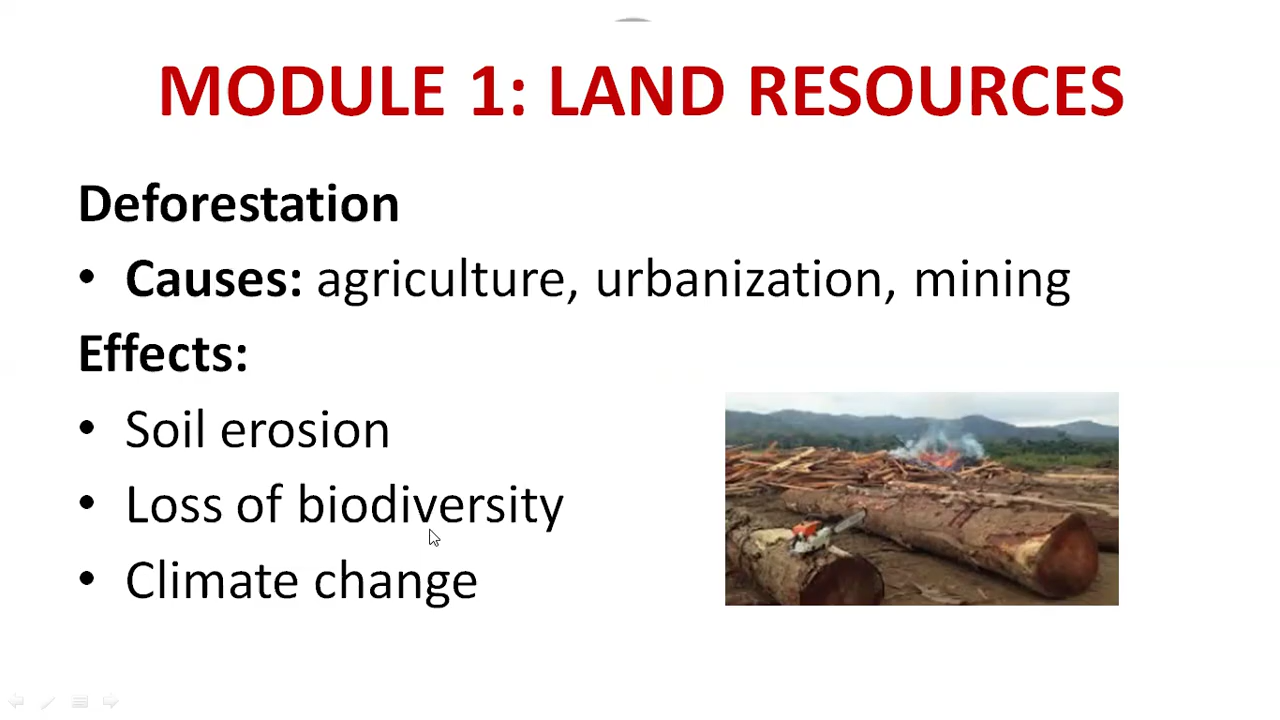 MODULE 1: LAND RESOURCES
Deforestation
• Causes: agriculture, urbanization, mining
Effects:
• Soil erosion
• Loss of biodiversity
• Climate change